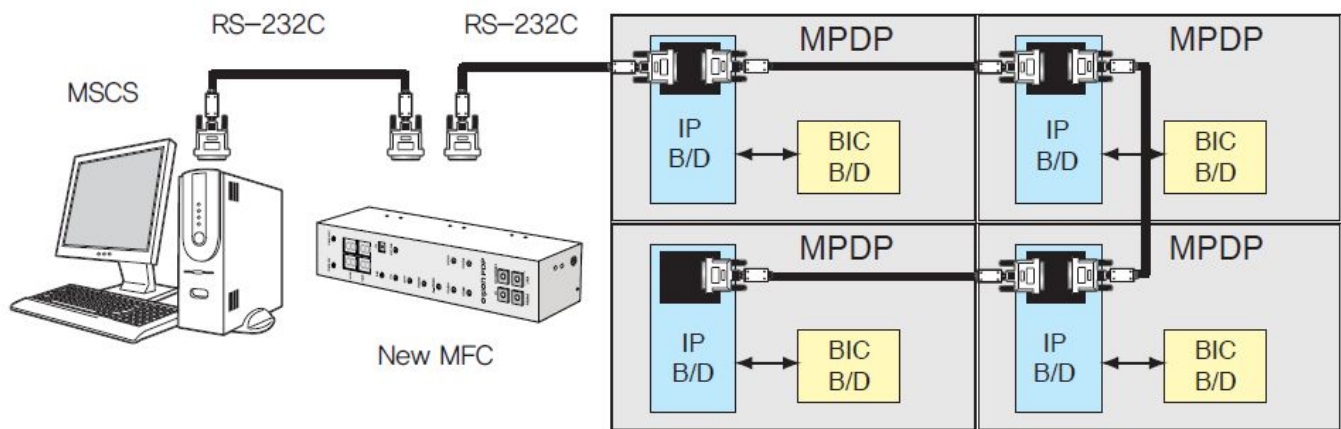 RS-232C
RS-232C
MSCS
New MFC
MPDP
IP
B/D
BIC
B/D
MPDP
IP
B/D
BIC
B/D
MPDP
IP
B/D
BIC
B/D
MPDP
IP
B/D
BIC
B/D